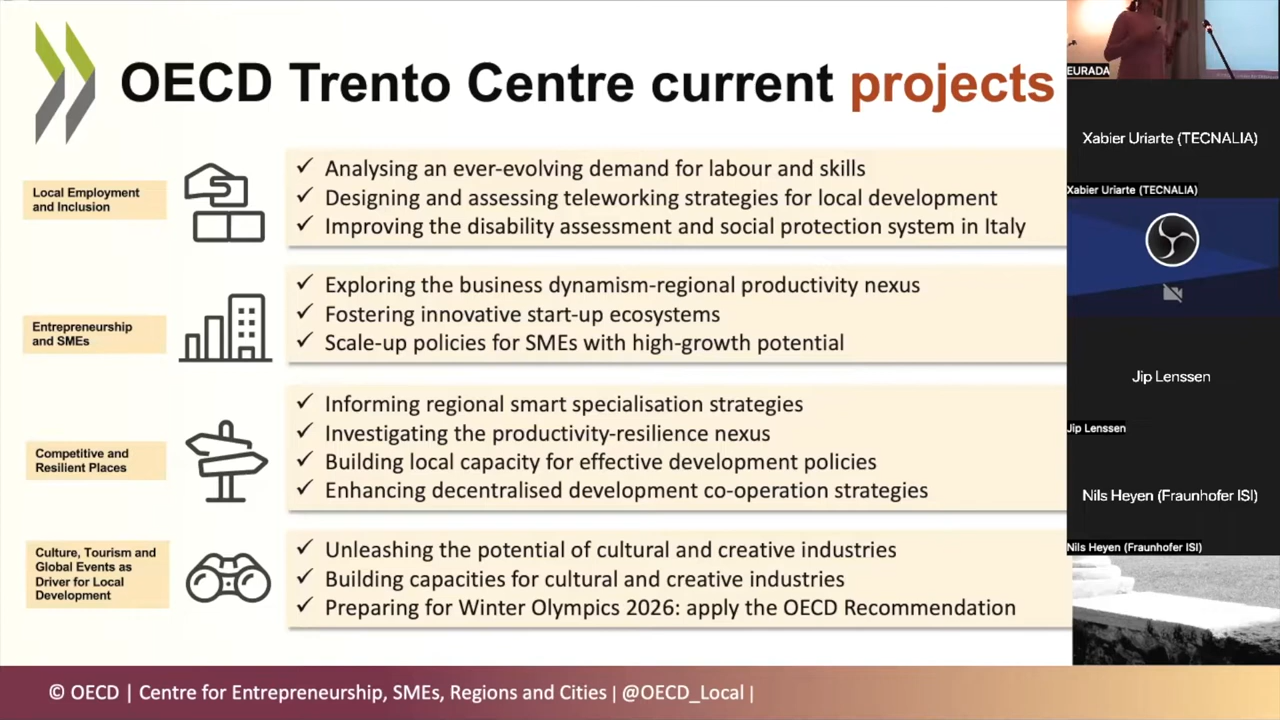 OECD Trento Centre current projects
Local Employment
and Inclusion
✓ Analysing an ever-evolving demand for labour and skills
✓ Designing and assessing teleworking strategies for local development
✓ Improving the disability assessment and social protection system in Italy
Entrepreneurship
and SMEs
✓ Exploring the business dynamism-regional productivity nexus
✓ Fostering innovative start-up ecosystems
✓ Scale-up policies for SMEs with high-growth potential
Competitive and
Resilient Places
✓ Informing regional smart specialisation strategies
✓ Investigating the productivity-resilience nexus
✓ Building local capacity for effective development policies
✓ Enhancing decentralised development co-operation strategies
Culture, Tourism and
Global Events as
Driver for Local
Development
✓ Unleashing the potential of cultural and creative industries
✓ Building capacities for cultural and creative industries
✓ Preparing for Winter Olympics 2026: apply the OECD Recommendation
© OECD | Centre for Entrepreneurship, SMEs, Regions and Cities | @OECD_Local |
EURADA
Xabier Uriarte (TECNALIA)
Xabier Uriarte (TECNALIA)
Jip Lenssen
Jip Lenssen
Nils Heyen (Fraunhofer ISI)
Nils Heyen (Fraunhofer ISI)